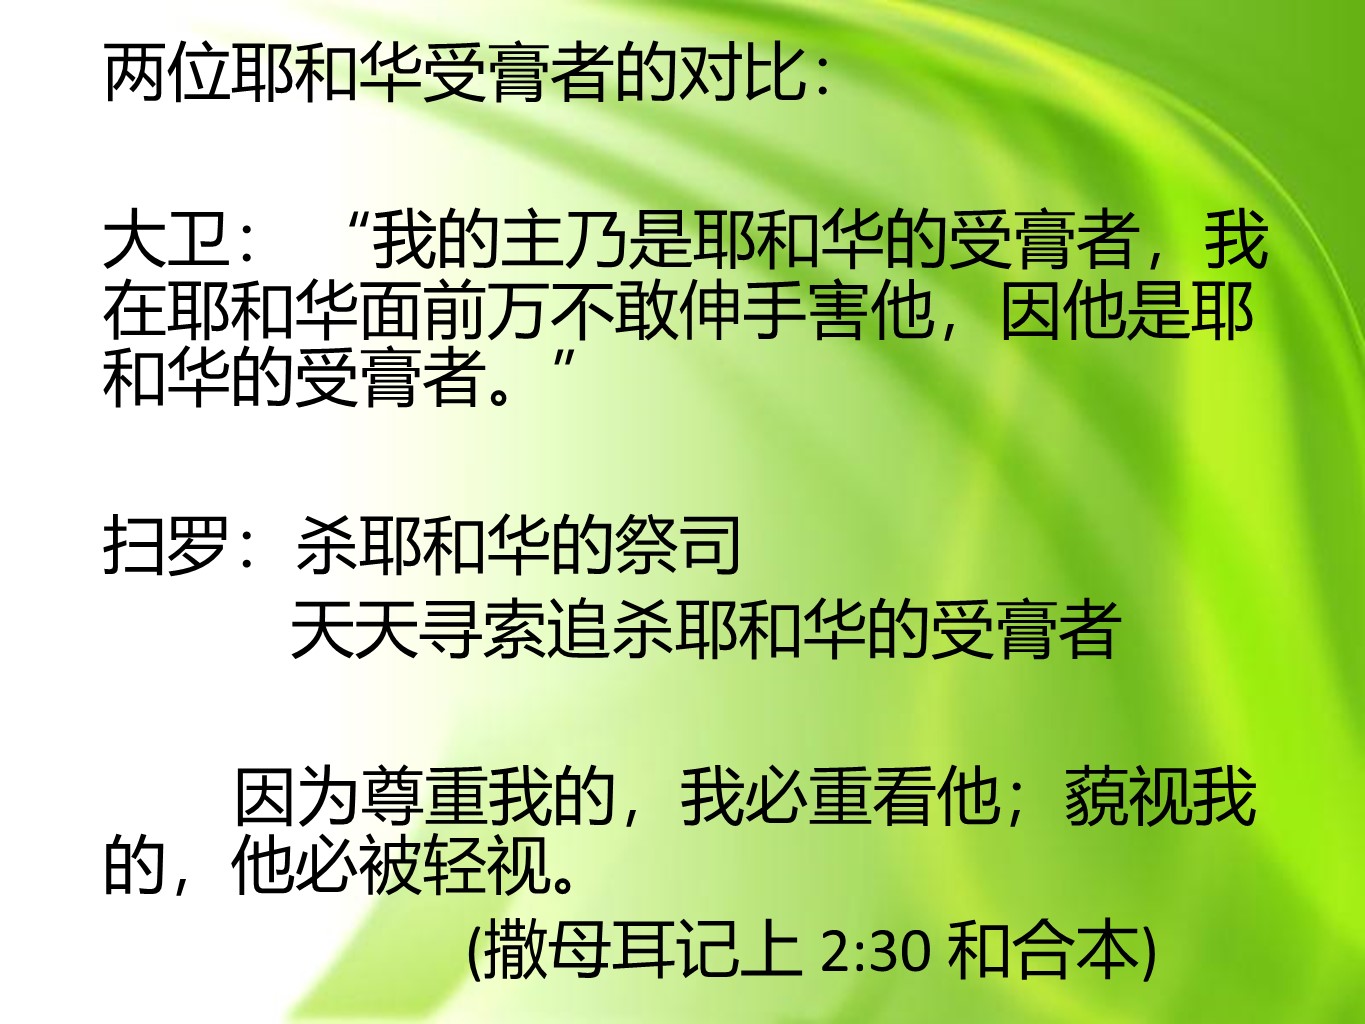 两位耶和华受膏者的对比：
大卫： “我的主乃是耶和华的受膏者，我
在耶和华面前万不敢伸手害他，因他是耶
和华的受膏者。”
扫罗：杀耶和华的祭司
天天寻索追杀耶和华的受膏者
因为尊重我的，我必重看他；藐视我
的，他必被轻视。
(撒母耳记上 2:30 和合本)